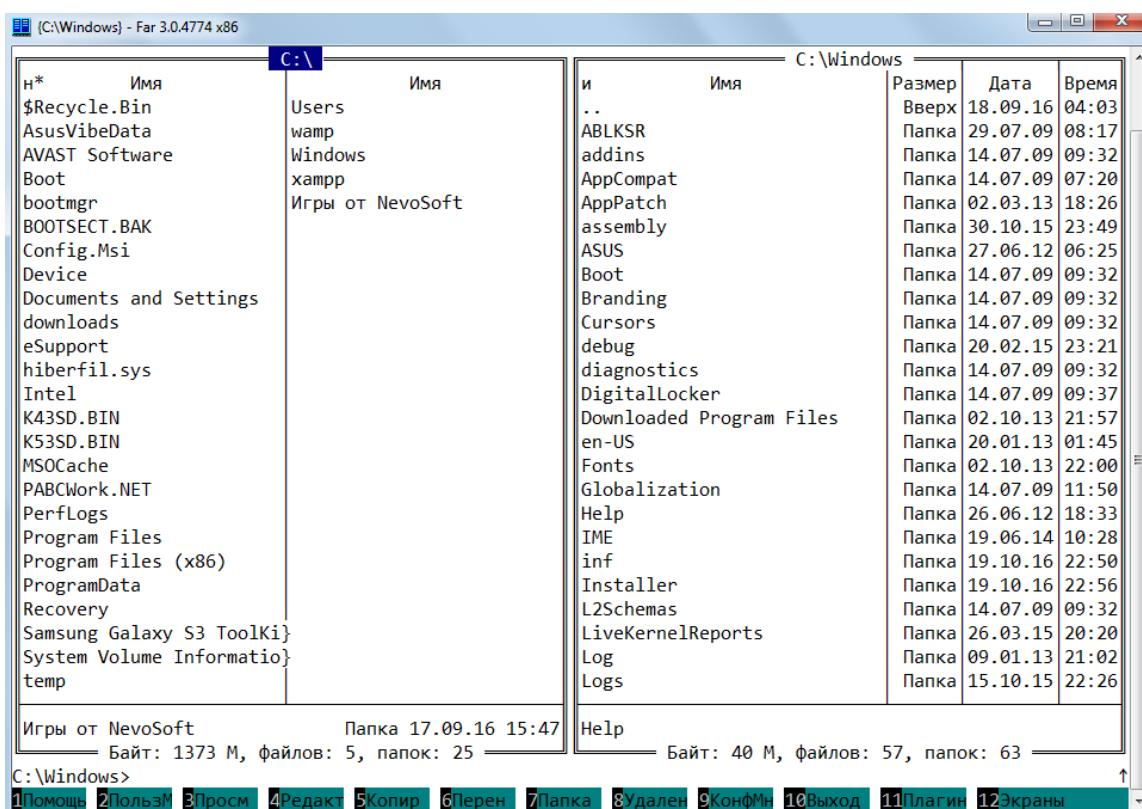 {C:\Windows} - Far 3.0.4774 x86
C:\
н* Имя Имя
$Recycle.Bin Users
AsusVibeData wamp
AVAST Software Windows
Boot xampp
bootmgr Игры от NevoSoft
BOOTSECT.BAK
Config.Msi
Device
Documents and Settings
downloads
eSupport
hiberfil.sys
Intel
K43SD.BIN
K53SD.BIN
MSOCache
PABCWork.NET
PerfLogs
Program Files
Program Files (x86)
ProgramData
Recovery
Samsung Galaxy S3 ToolKi}
System Volume Informatio}
temp
Игры от NevoSoft Папка 17.09.16 15:47
Байт: 1373 М, файлов: 5, папок: 25
C:\Windows
и Имя Размер Дата Время
.. Вверх 18.09.16 04:03
ABLKSR Папка 29.07.09 08:17
addins Папка 14.07.09 09:32
AppCompat Папка 14.07.09 07:20
AppPatch Папка 02.03.13 18:26
assembly Папка 30.10.15 23:49
ASUS Папка 27.06.12 06:25
Boot Папка 14.07.09 09:32
Branding Папка 14.07.09 09:32
Cursors Папка 14.07.09 09:32
debug Папка 20.02.15 23:21
diagnostics Папка 14.07.09 09:32
DigitalLocker Папка 14.07.09 09:37
Downloaded Program Files Папка 02.10.13 21:57
en-US Папка 20.01.13 01:45
Fonts Папка 02.10.13 22:00
Globalization Папка 14.07.09 11:50
Help Папка 26.06.12 18:33
IME Папка 19.06.14 10:28
inf Папка 19.10.16 22:50
Installer Папка 19.10.16 22:56
L2Schemas Папка 14.07.09 09:32
LiveKernelReports Папка 26.03.15 20:20
Log Папка 09.01.13 21:02
Logs Папка 15.10.15 22:26
Help
Байт: 40 М, файлов: 57, папок: 63
C:\Windows> ↑
1Помощь 2ПользМ 3Просм 4Редакт 5Копир 6Перен 7Папка 8Удален 9КонфМн 10Выход 11Плагин 12Экраны